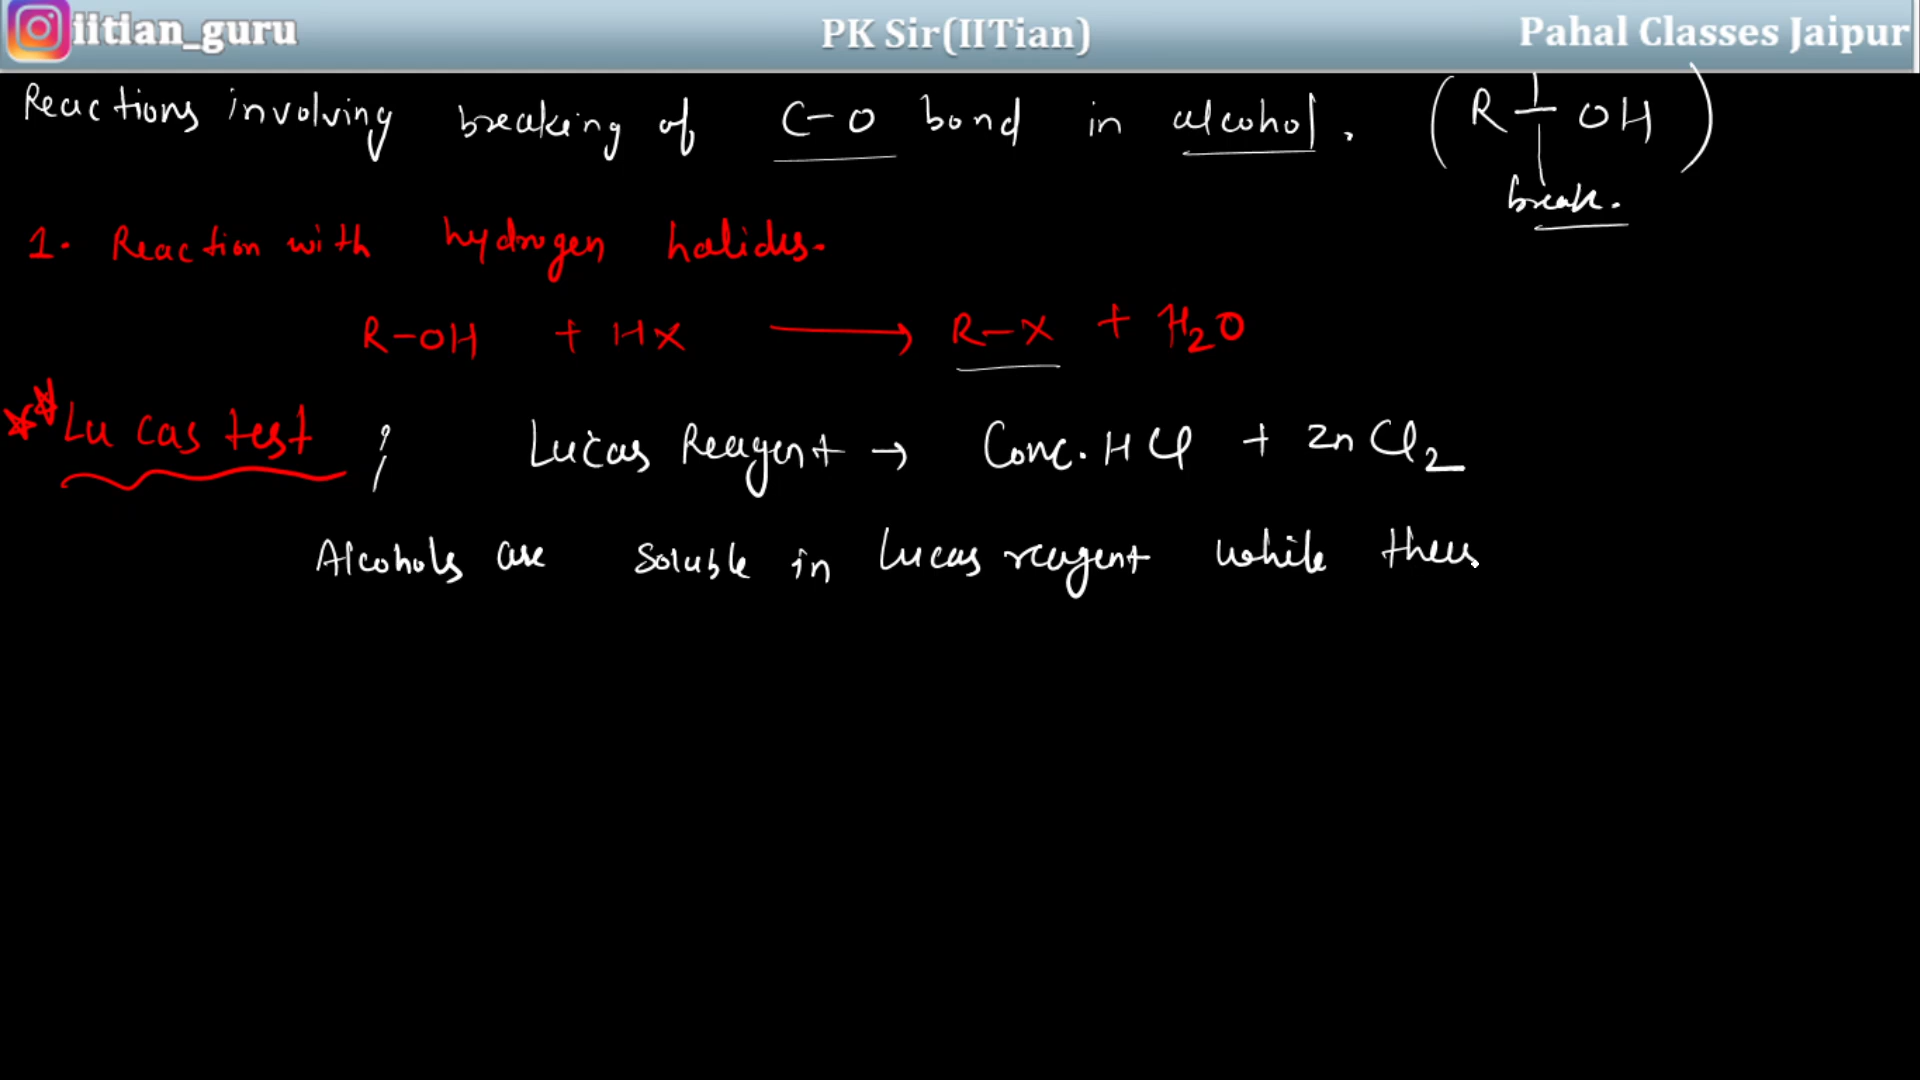 iitian_guru PK Sir(IITian) Pahal Classes Jaipur
Reactions involving breaking of C-O bond in alcohol. (R-OH)
break.
1. Reaction with hydrogen halides.
R-OH + HX → R-X + H2O
Lucas test ; Lucas Reagent → Conc. HCl + ZnCl2
Alcohols are soluble in Lucas reagent while their